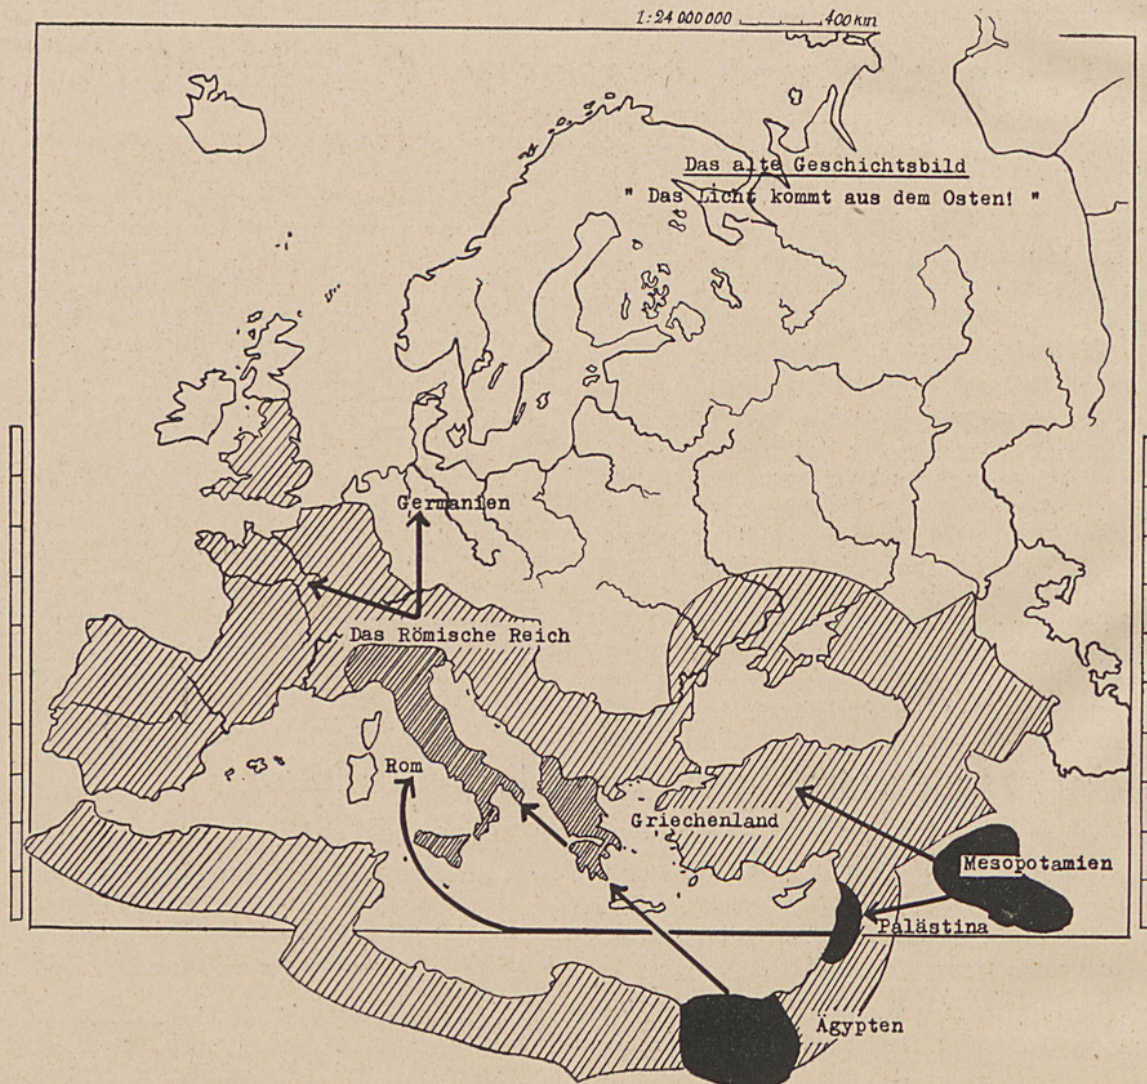 1:24 000 000 400 km
Das alte Geschichtsbild
" Das Licht kommt aus dem Osten! "
Germanien
Das Römische Reich
Rom
Griechenland
Mesopotamien
Palästina
Ägypten